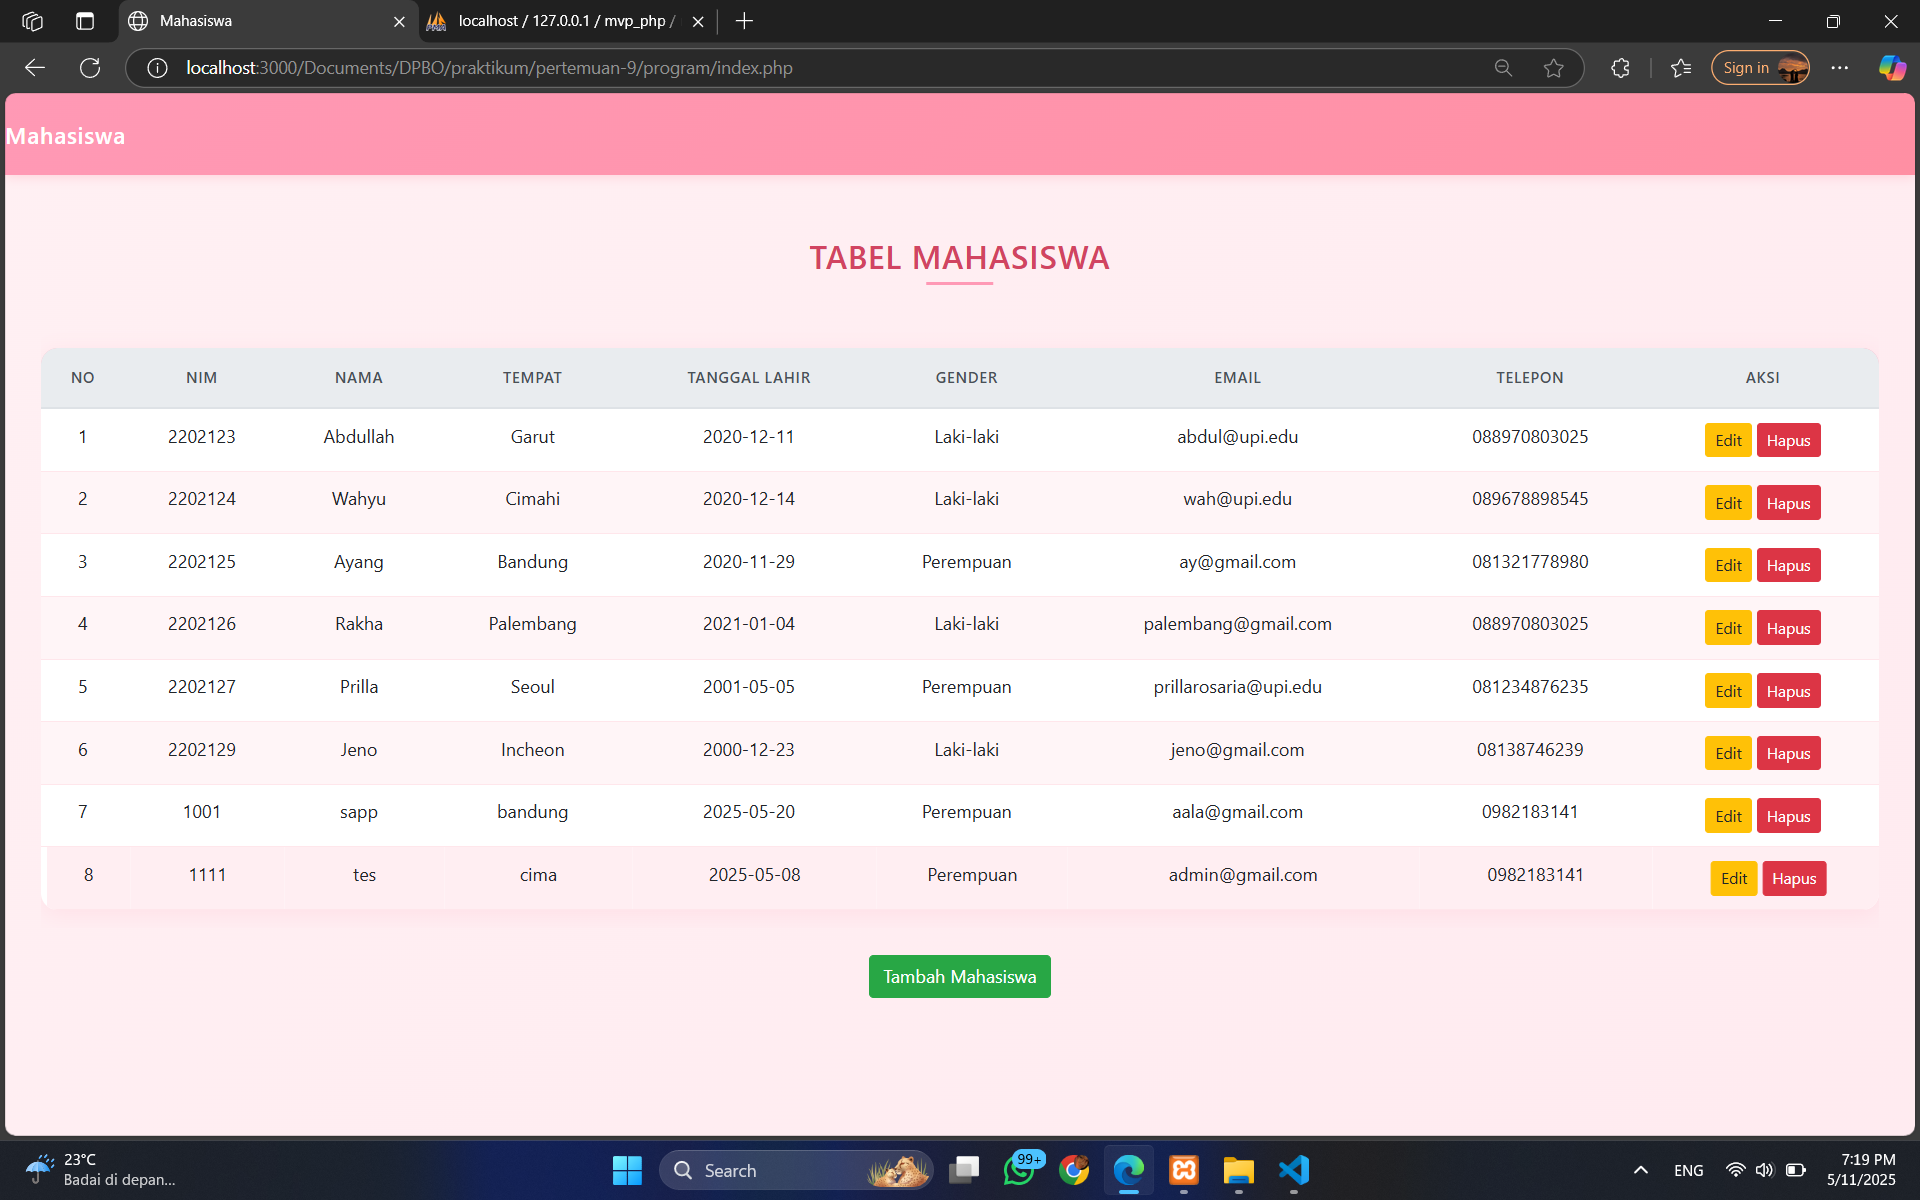 Mahasiswa
localhost / 127.0.0.1 / mvp_php /
localhost:3000/Documents/DPBO/praktikum/pertemuan-9/program/index.php
Sign in
Mahasiswa
TABEL MAHASISWA
NO NIM NAMA TEMPAT TANGGAL LAHIR GENDER EMAIL TELEPON AKSI
1 2202123 Abdullah Garut 2020-12-11 Laki-laki abdul@upi.edu 088970803025 Edit Hapus
2 2202124 Wahyu Cimahi 2020-12-14 Laki-laki wah@upi.edu 089678898545 Edit Hapus
3 2202125 Ayang Bandung 2020-11-29 Perempuan ay@gmail.com 081321778980 Edit Hapus
4 2202126 Rakha Palembang 2021-01-04 Laki-laki palembang@gmail.com 088970803025 Edit Hapus
5 2202127 Prilla Seoul 2001-05-05 Perempuan prillarosaria@upi.edu 081234876235 Edit Hapus
6 2202129 Jeno Incheon 2000-12-23 Laki-laki jeno@gmail.com 08138746239 Edit Hapus
7 1001 sapp bandung 2025-05-20 Perempuan aala@gmail.com 0982183141 Edit Hapus
8 1111 tes cima 2025-05-08 Perempuan admin@gmail.com 0982183141 Edit Hapus
Tambah Mahasiswa
23°C
Badai di depan...
Search
99+
ENG
7:19 PM
5/11/2025